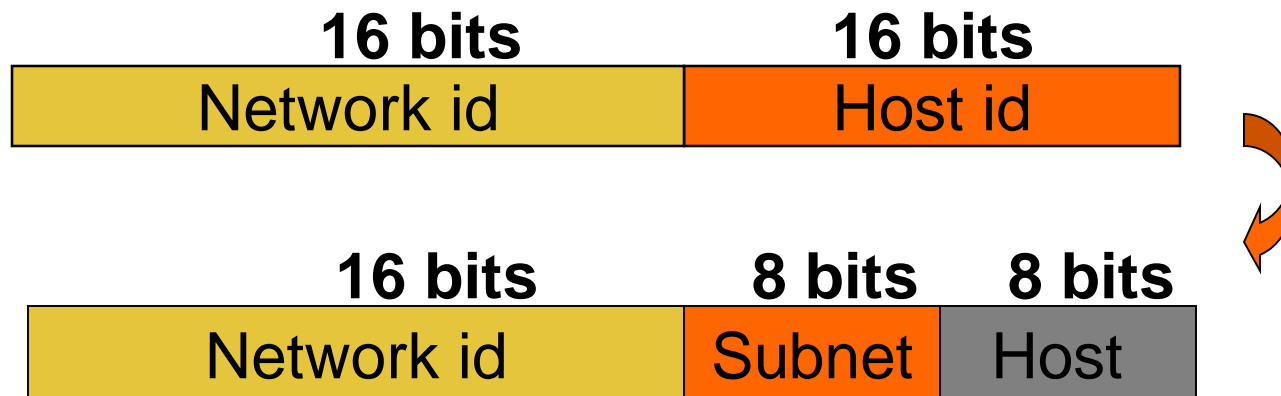 16 bits 16 bits
Network id Host id
16 bits 8 bits 8 bits
Network id Subnet Host